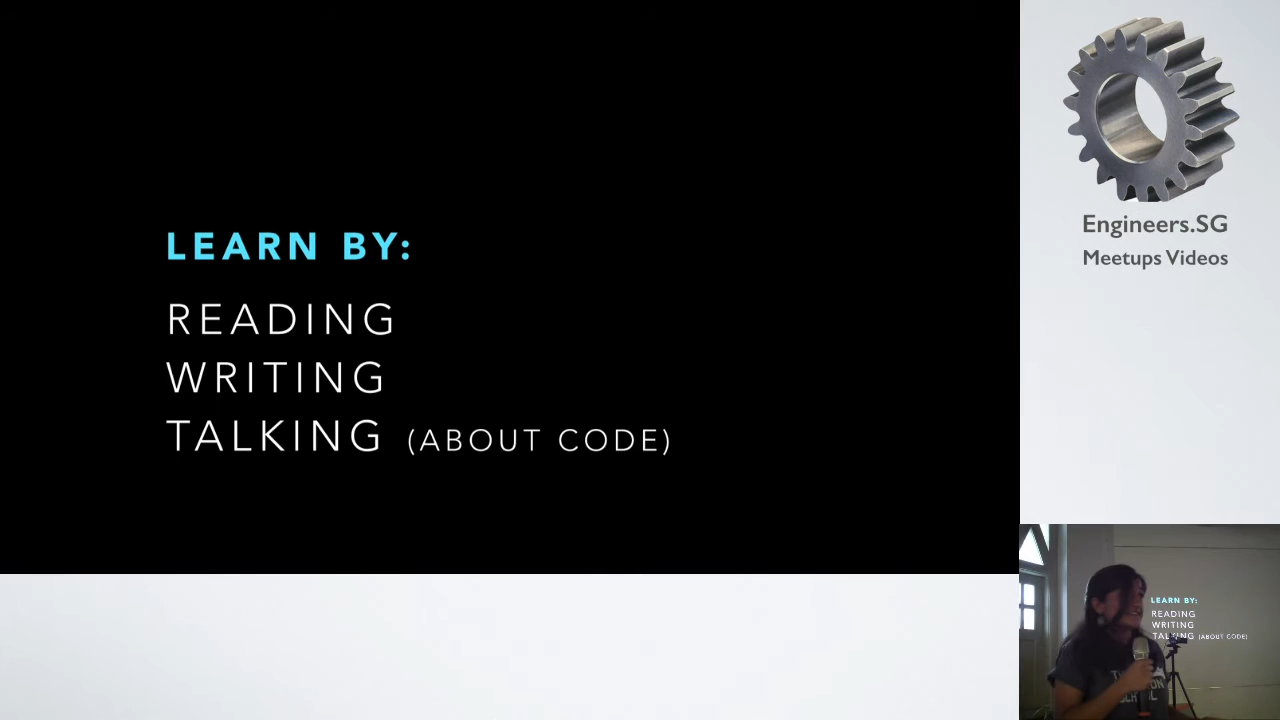 LEARN BY:
READING
WRITING
TALKING (ABOUT CODE)
Engineers.SG
Meetups Videos
LEARN BY:
READING
WRITING
TALKING (ABOUT CODE)